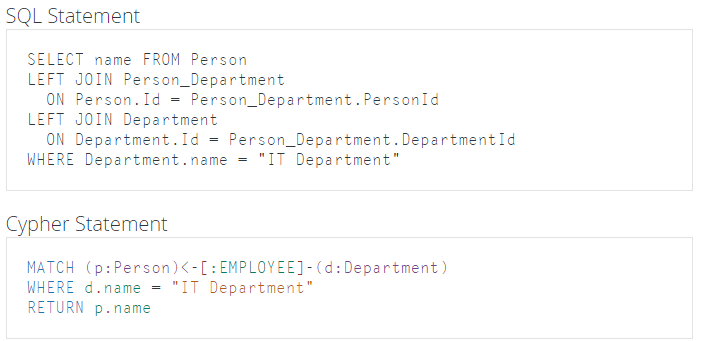 SQL Statement
SELECT name FROM Person
LEFT JOIN Person_Department
  ON Person.Id = Person_Department.PersonId
LEFT JOIN Department
  ON Department.Id = Person_Department.DepartmentId
WHERE Department.name = "IT Department"
Cypher Statement
MATCH (p:Person)<-[:EMPLOYEE]-(d:Department)
WHERE d.name = "IT Department"
RETURN p.name